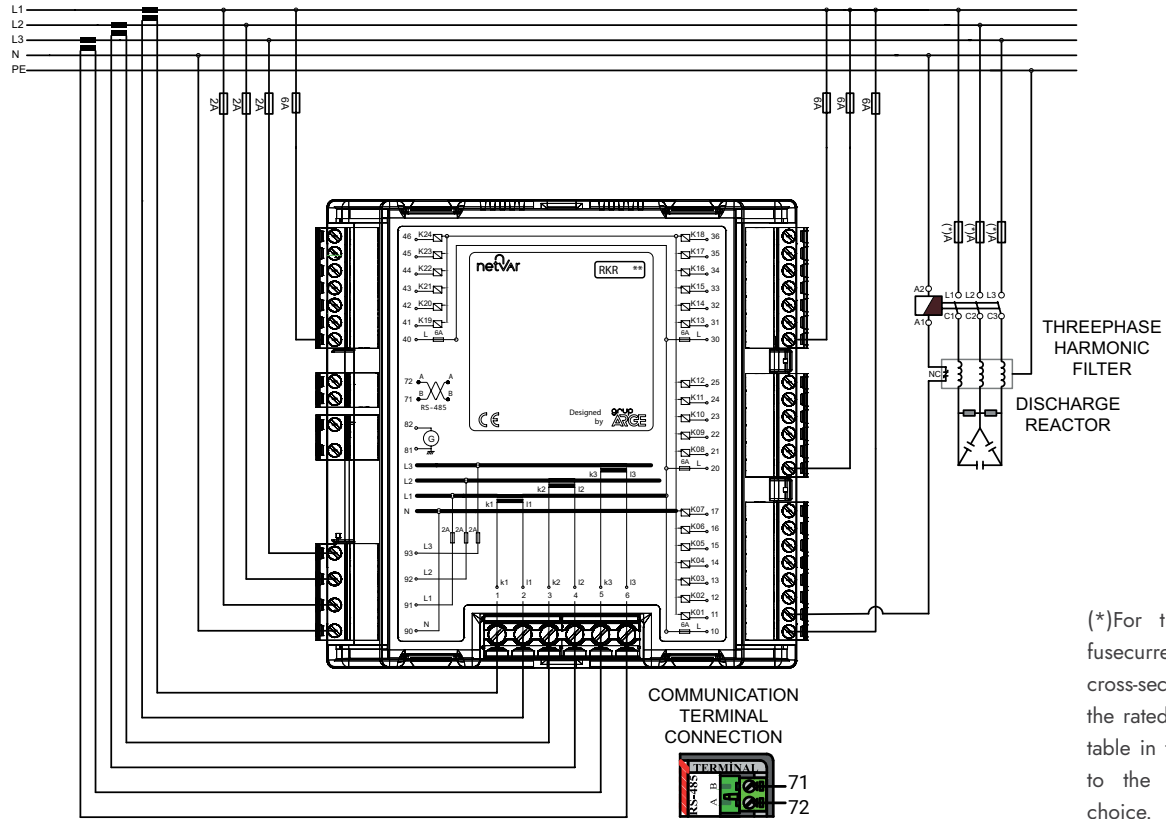 L1
L2
L3
N
PE
2A
2A
2A
6A
6A
6A
6A
(*)A
(*)A
(*)A
46 K24
45 K23
44 K22
43 K21
42 K20
41 K19
40 L 6A
netVar
RKR **
K18 36
K17 35
K16 34
K15 33
K14 32
K13 31
6A L 30
72 A A
71 B B
RS-485
82
G
81
CE
Designed
by
grup
ARGE
K12 25
K11 24
K10 23
K09 22
K08 21
6A L 20
L3
L2
L1
N
k3 l3
k2 l2
k1 l1
2A 2A 2A
93 L3
92 L2
91 L1
90 N
K07 17
K06 16
K05 15
K04 14
K03 13
K02 12
K01 11
6A L 10
k1 l1 k2 l2 k3 l3
1 2 3 4 5 6
A2 L1 L2 L3
A1 C1 C2 C3
NC
THREEPHASE
HARMONIC
FILTER
DISCHARGE
REACTOR
COMMUNICATION
TERMINAL
CONNECTION
TERMİNAL
RS-485
B
A
71
72
(*)For t
fusecurre
cross-sec
the rated
table in t
to the
choice.